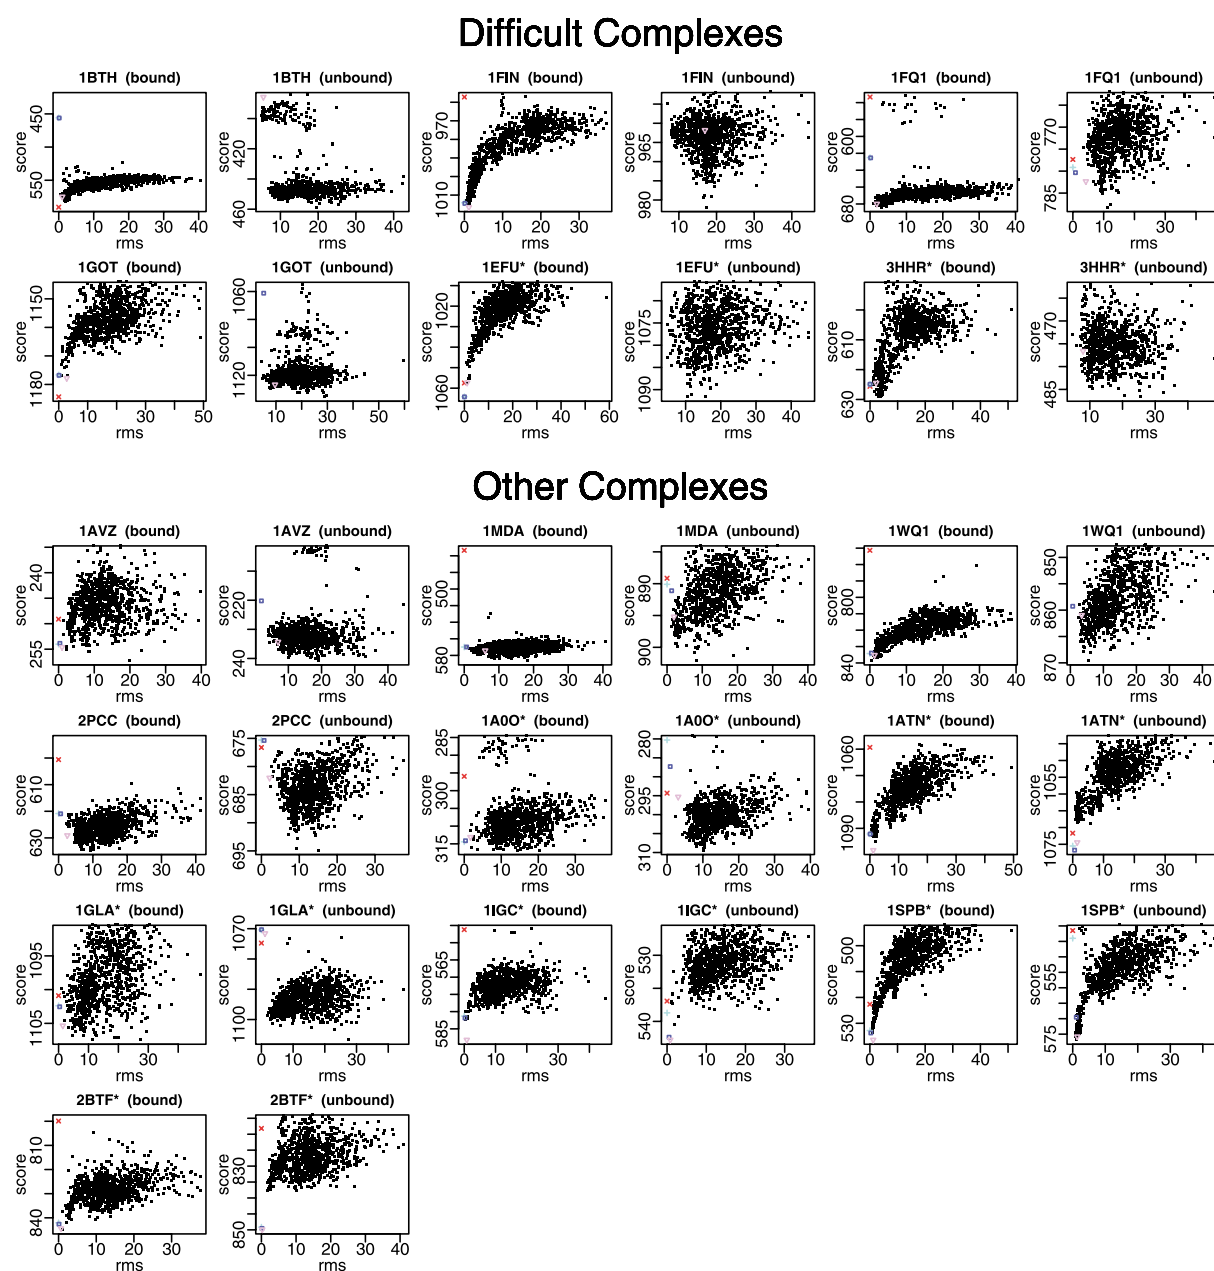 Difficult Complexes
1BTH (bound) 1BTH (unbound) 1FIN (bound) 1FIN (unbound) 1FQ1 (bound) 1FQ1 (unbound)
score 450 550 score 420 460 score 970 1010 score 965 980 score 600 680 score 770 785
0 10 20 30 40 10 20 30 40 0 10 20 30 10 20 30 40 0 10 20 30 40 0 10 20 30
rms rms rms rms rms rms
1GOT (bound) 1GOT (unbound) 1EFU* (bound) 1EFU* (unbound) 3HHR* (bound) 3HHR* (unbound)
score 1150 1180 score 1060 1120 score 1020 1060 score 1075 1090 score 610 630 score 470 485
0 10 30 50 10 30 50 0 10 20 30 40 50 60 10 20 30 40 0 10 20 30 40 10 20 30
rms rms rms rms rms rms
Other Complexes
1AVZ (bound) 1AVZ (unbound) 1MDA (bound) 1MDA (unbound) 1WQ1 (bound) 1WQ1 (unbound)
score 240 255 score 220 240 score 500 580 score 890 900 score 800 840 score 850 860 870
0 10 20 30 40 10 20 30 40 0 10 20 30 40 0 10 20 30 0 10 20 30 40 0 10 20 30 40
rms rms rms rms rms rms
2PCC (bound) 2PCC (unbound) 1A0O* (bound) 1A0O* (unbound) 1ATN* (bound) 1ATN* (unbound)
score 610 630 score 675 685 695 score 285 300 315 score 280 295 310 score 1060 1090 score 1055 1075
0 10 20 30 0 10 20 30 0 10 20 30 0 10 20 30 0 10 20 30 40 50 0 10 20 30
rms rms rms rms rms rms
1GLA* (bound) 1GLA* (unbound) 1IGC* (bound) 1IGC* (unbound) 1SPB* (bound) 1SPB* (unbound)
score 1095 1105 score 1070 1100 score 565 585 score 530 540 score 500 530 score 555 575
0 10 30 0 10 20 30 40 0 10 30 0 10 20 30 0 10 20 30 40 0 10 20 30
rms rms rms rms rms rms
2BTF* (bound) 2BTF* (unbound)
score 810 840 score 830 850
0 10 20 30 0 10 20 30 40
rms rms